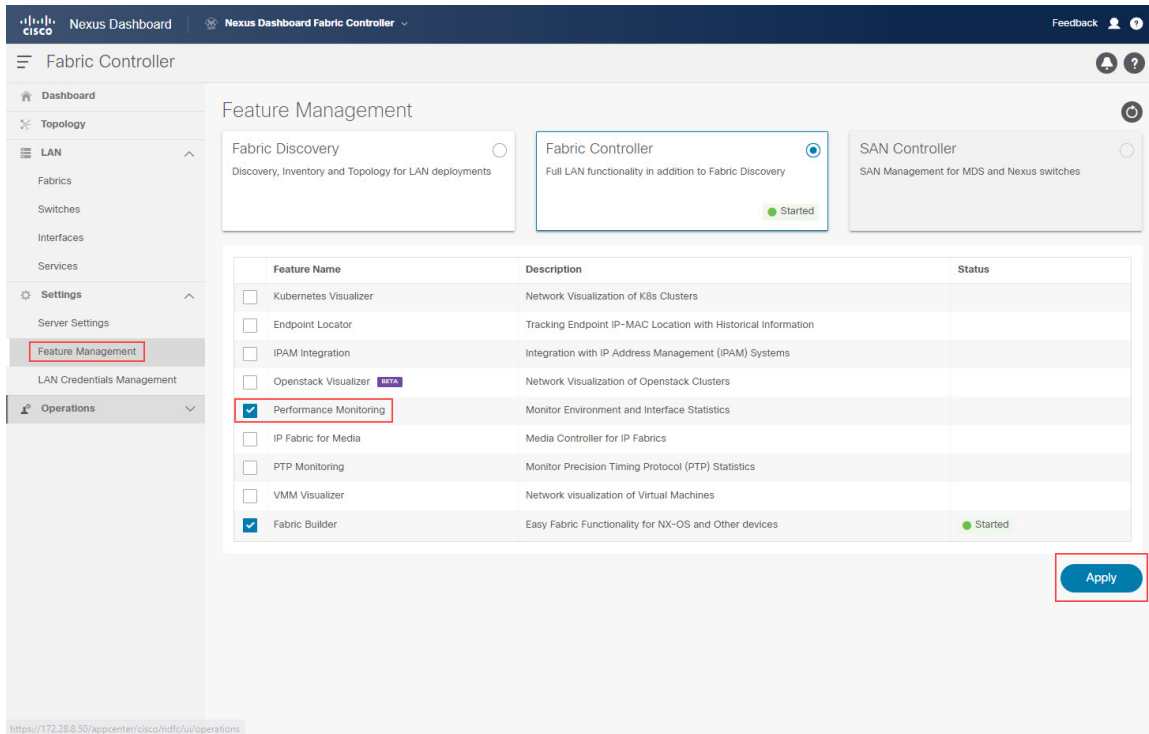 cisco
Nexus Dashboard
Nexus Dashboard Fabric Controller
Feedback
?
Fabric Controller
?
Dashboard
Topology
LAN
Fabrics
Switches
Interfaces
Services
Settings
Server Settings
Feature Management
LAN Credentials Management
Operations
Feature Management
Fabric Discovery
Discovery, Inventory and Topology for LAN deployments
Fabric Controller
Full LAN functionality in addition to Fabric Discovery
Started
SAN Controller
SAN Management for MDS and Nexus switches
Feature Name Description Status
Kubernetes Visualizer Network Visualization of K8s Clusters
Endpoint Locator Tracking Endpoint IP-MAC Location with Historical Information
IPAM Integration Integration with IP Address Management (IPAM) Systems
Openstack Visualizer BETA Network Visualization of Openstack Clusters
Performance Monitoring Monitor Environment and Interface Statistics
IP Fabric for Media Media Controller for IP Fabrics
PTP Monitoring Monitor Precision Timing Protocol (PTP) Statistics
VMM Visualizer Network visualization of Virtual Machines
Fabric Builder Easy Fabric Functionality for NX-OS and Other devices Started
Apply
https://172.28.8.50/appcenter/cisco/ndfc/ui/operations